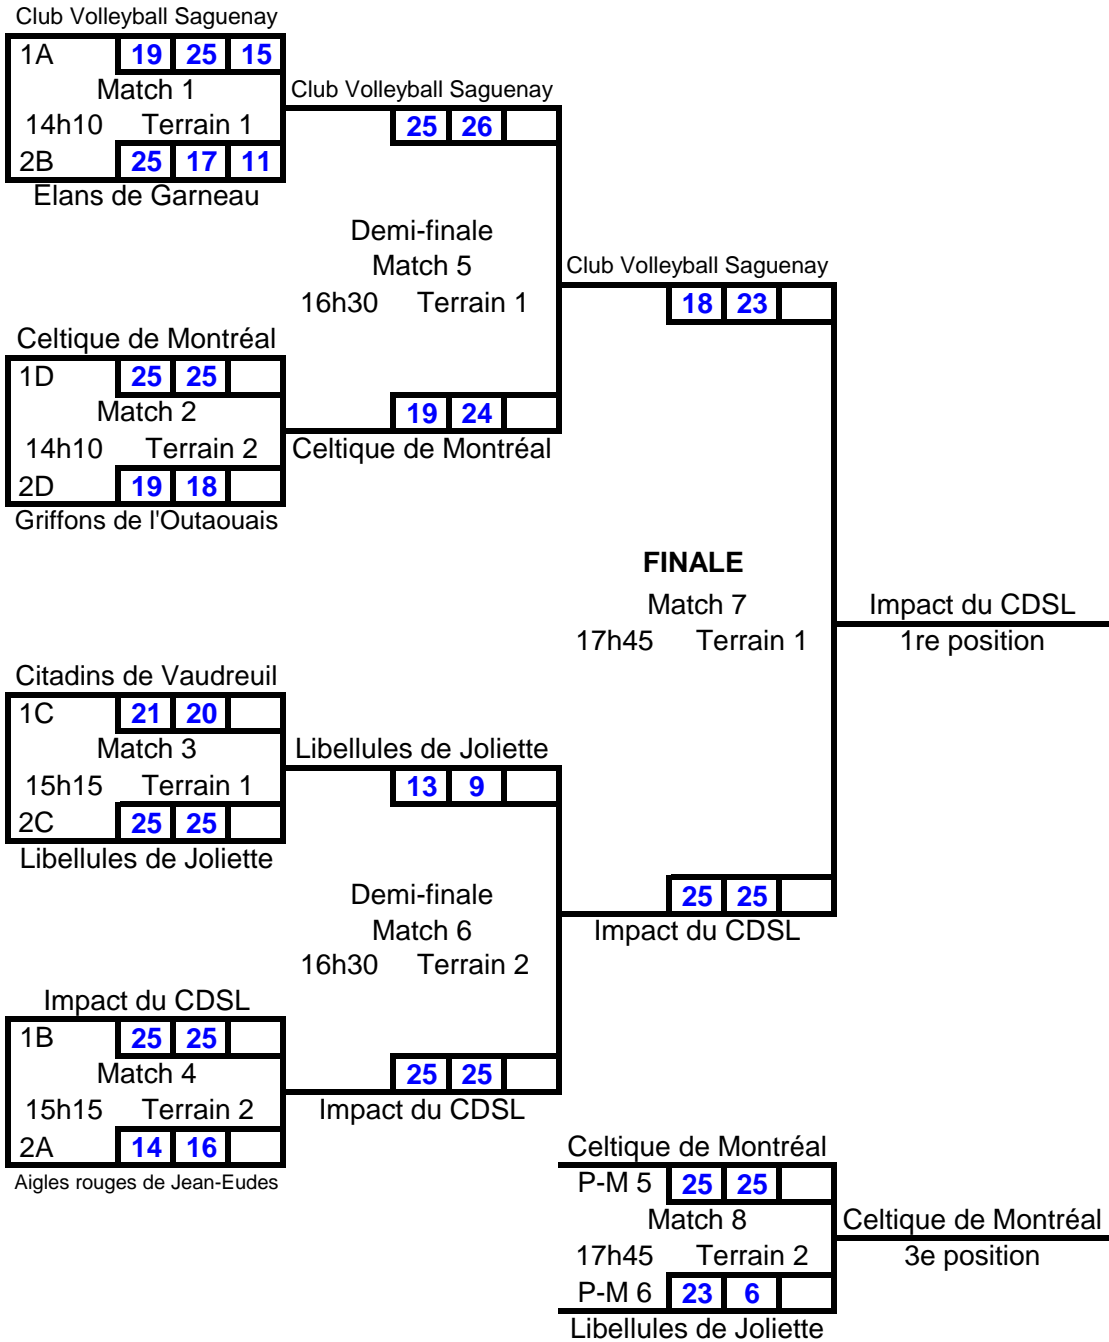 Club Volleyball Saguenay
1A 19 25 15
Match 1
14h10 Terrain 1
2B 25 17 11
Elans de Garneau
Club Volleyball Saguenay
25 26
Demi-finale
Match 5
16h30 Terrain 1
19 24
Celtique de Montréal
Celtique de Montréal
1D 25 25
Match 2
14h10 Terrain 2
2D 19 18
Griffons de l'Outaouais
Club Volleyball Saguenay
18 23
FINALE
Match 7
17h45 Terrain 1
25 25
Impact du CDSL
Impact du CDSL
1re position
Citadins de Vaudreuil
1C 21 20
Match 3
15h15 Terrain 1
2C 25 25
Libellules de Joliette
Libellules de Joliette
13 9
Demi-finale
Match 6
16h30 Terrain 2
25 25
Impact du CDSL
Impact du CDSL
1B 25 25
Match 4
15h15 Terrain 2
2A 14 16
Aigles rouges de Jean-Eudes
Celtique de Montréal
P-M 5 25 25
Match 8
17h45 Terrain 2
P-M 6 23 6
Libellules de Joliette
Celtique de Montréal
3e position